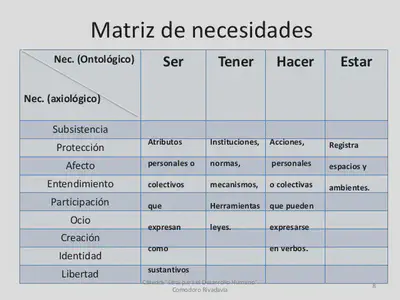 Matriz de necesidades
Nec. (Ontológico)
Nec. (axiológico)
Ser
Tener
Hacer
Estar
Subsistencia
Protección
Afecto
Entendimiento
Participación
Ocio
Creación
Identidad
Libertad
Atributos
personales o
colectivos
que
expresan
como
sustantivos
Instituciones,
normas,
mecanismos,
Herramientas
leyes.
Acciones,
personales
o colectivas
que pueden
expresarse
en verbos.
Registra
espacios y
ambientes.
para el Desarrollo Humano
Comodoro Rivadavia
8